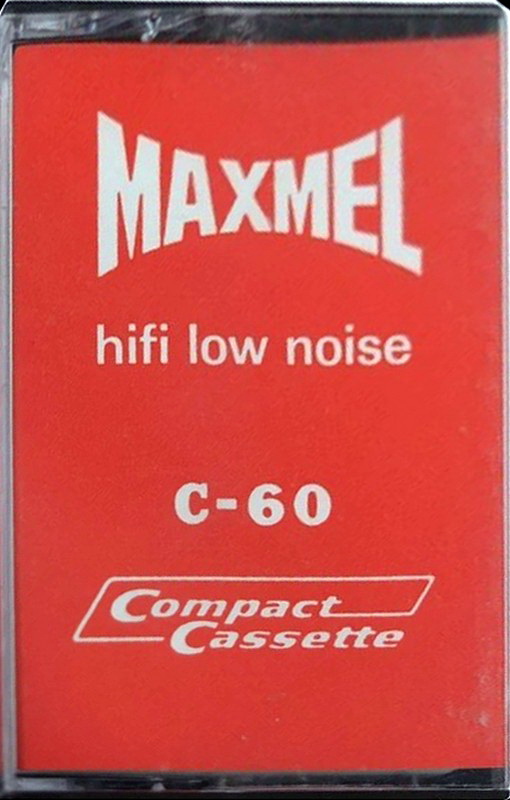 MAXMEL
hifi low noise
C-60
Compact
Cassette